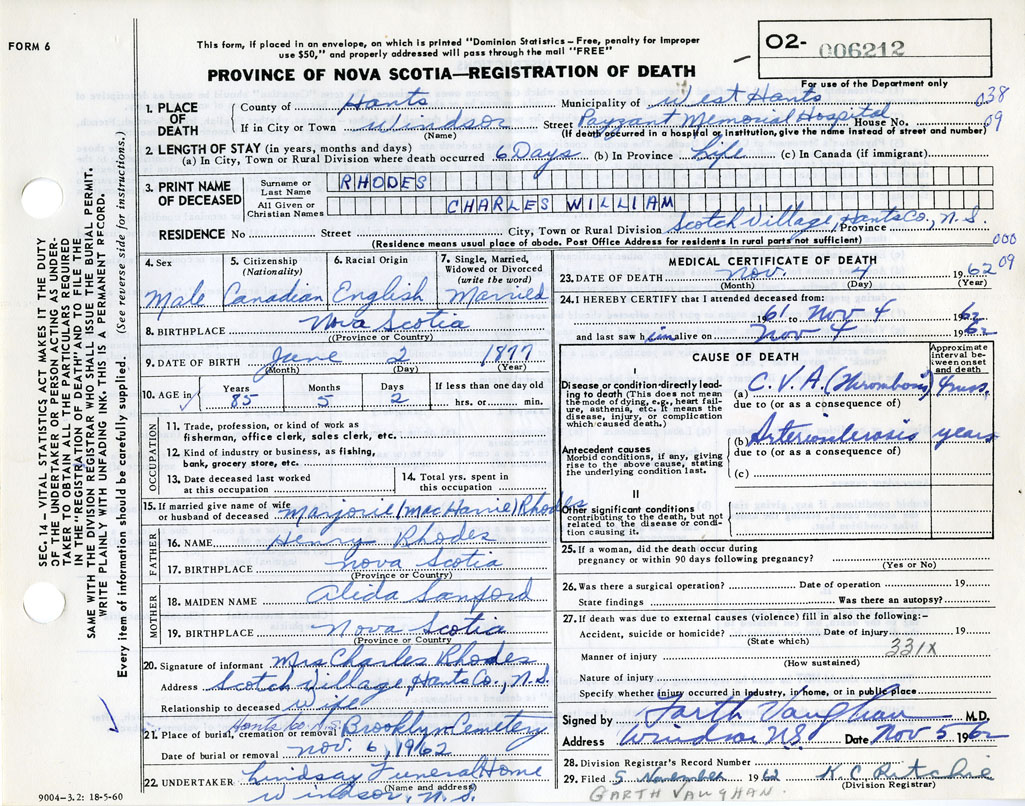 FORM 6
This form, if placed in an envelope, on which is printed "Dominion Statistics – Free, penalty for improper
use $50," and properly addressed will pass through the mail "FREE"
O2- 006212
For use of the Department only
PROVINCE OF NOVA SCOTIA—REGISTRATION OF DEATH
1. PLACE OF DEATH County of Hants Municipality of West Hants 038
If in City or Town Windsor Street Payzant Memorial Hospital House No. 09
(Name) (If death occurred in a hospital or institution, give the name instead of street and number)
2. LENGTH OF STAY (in years, months and days)
(a) In City, Town or Rural Division where death occurred 6 Days (b) In Province Life (c) In Canada (if immigrant)
3. PRINT NAME OF DECEASED Surname or Last Name RHODES
All Given or Christian Names CHARLES WILLIAM
RESIDENCE No Street City, Town or Rural Division Scotch Village, Hants Co., N.S. Province
(Residence means usual place of abode. Post Office Address for residents in rural parts not sufficient) 000
09
4. Sex 5. Citizenship (Nationality) 6. Racial Origin 7. Single, Married, Widowed or Divorced (write the word)
Male Canadian English Married
8. BIRTHPLACE Nova Scotia
(Province or Country)
9. DATE OF BIRTH June 2 1877
(Month) (Day) (Year)
10. AGE in Years Months Days If less than one day old
85 5 2 hrs. or min.
OCCUPATION
11. Trade, profession, or kind of work as
fisherman, office clerk, sales clerk, etc.
12. Kind of industry or business, as fishing,
bank, grocery store, etc.
13. Date deceased last worked
at this occupation
14. Total yrs. spent in
this occupation
15. If married give name of wife
or husband of deceased Marjorie (MacHarrie) Rhodes
FATHER
16. NAME Henry Rhodes
17. BIRTHPLACE Nova Scotia
(Province or Country)
MOTHER
18. MAIDEN NAME Aleda Sanford
19. BIRTHPLACE Nova Scotia
(Province or Country)
20. Signature of informant Mrs Charles Rhodes
Address Scotch Village, Hants Co., N.S.
Relationship to deceased Wife
Hants Co. N.S.
21. Place of burial, cremation or removal Brooklyn Cemetery
Date of burial or removal Nov. 6, 1962
22. UNDERTAKER Lindsay Funeral Home
(Name and address)
Windsor, N.S.
MEDICAL CERTIFICATE OF DEATH
23. DATE OF DEATH Nov 4 1962
(Month) (Day) (Year)
24. I HEREBY CERTIFY that I attended deceased from:
61 to Nov 4 1962
and last saw him alive on Nov 4 1962
CAUSE OF DEATH
Approximate interval between onset and death
I
Disease or condition directly leading to death (This does not mean the mode of dying, e.g., heart failure, asthenia, etc. It means the disease, injury, or complication which caused death.)
(a) C.V.A. (Thrombosis)
due to (or as a consequence of)
Antecedent causes
Morbid conditions, if any, giving rise to the above cause, stating the underlying condition last.
(b) Arteriosclerosis years
due to (or as a consequence of)
(c)
II
Other significant conditions
contributing to the death, but not related to the disease or condition causing it.
25. If a woman, did the death occur during
pregnancy or within 90 days following pregnancy?
(Yes or No)
26. Was there a surgical operation? Date of operation 19
State findings Was there an autopsy?
27. If death was due to external causes (violence) fill in also the following:–
Accident, suicide or homicide? Date of injury 19
(State which) 331X
Manner of injury
(How sustained)
Nature of injury
Specify whether injury occurred in industry, in home, or in public place
Signed by Garth Vaughan M.D.
Address Windsor N.S. Date Nov 5 1962
28. Division Registrar's Record Number
29. Filed 5 November 1962 K C Ritchie
(Division Registrar)
GARTH VAUGHAN.
9004-3.2: 18-5-60
SEC. 14 – VITAL STATISTICS ACT MAKES IT THE DUTY
OF THE UNDERTAKER OR PERSON ACTING AS UNDER-
TAKER TO OBTAIN ALL THE PARTICULARS REQUIRED
IN THE "REGISTRATION OF DEATH" AND TO FILE THE
SAME WITH THE DIVISION REGISTRAR WHO SHALL ISSUE THE BURIAL PERMIT.
WRITE PLAINLY WITH UNFADING INK. THIS IS A PERMANENT RECORD.
Every item of information should be carefully supplied. (See reverse side for instructions.)